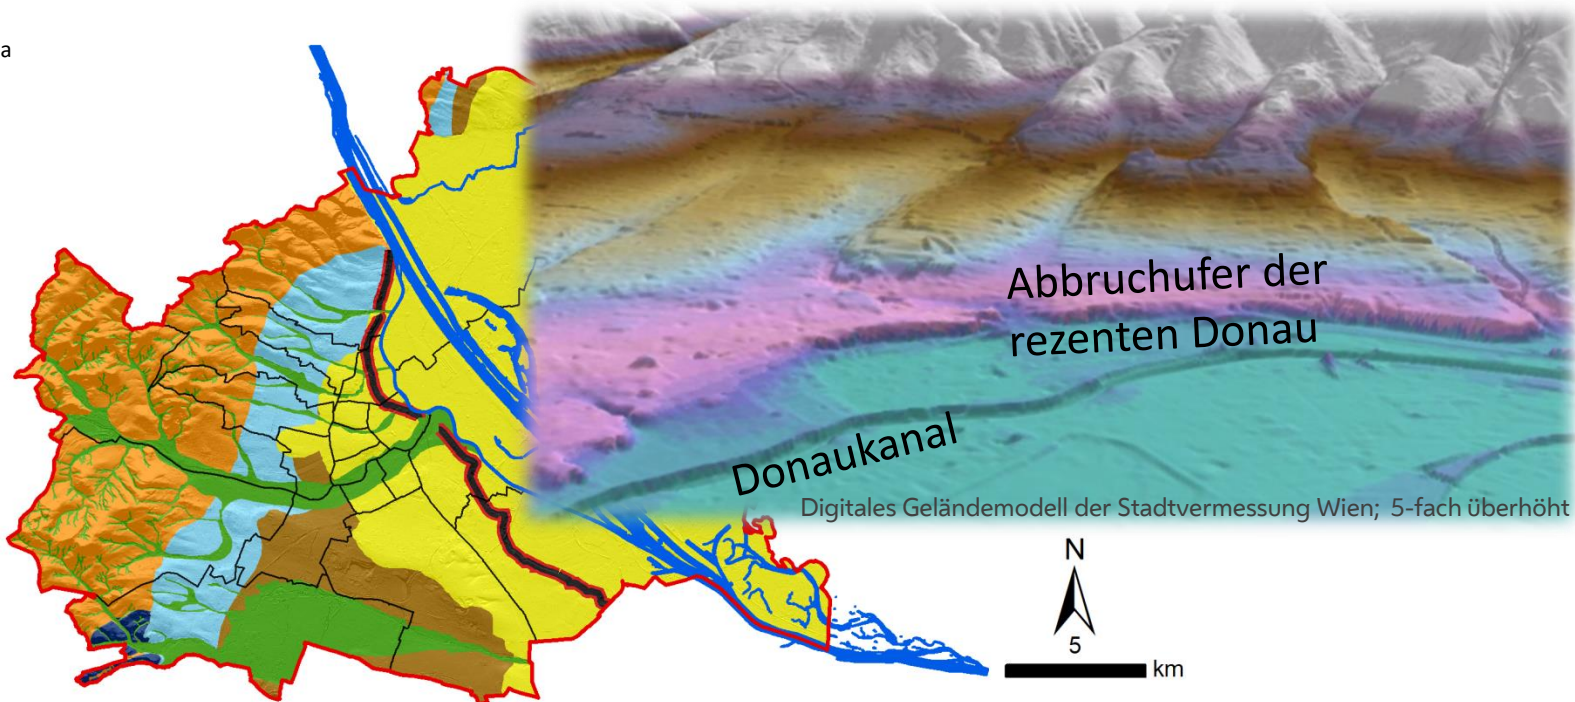 a
Abbruchufer der
rezenten Donau
Donaukanal
Digitales Geländemodell der Stadtvermessung Wien; 5-fach überhöht
N
5
km